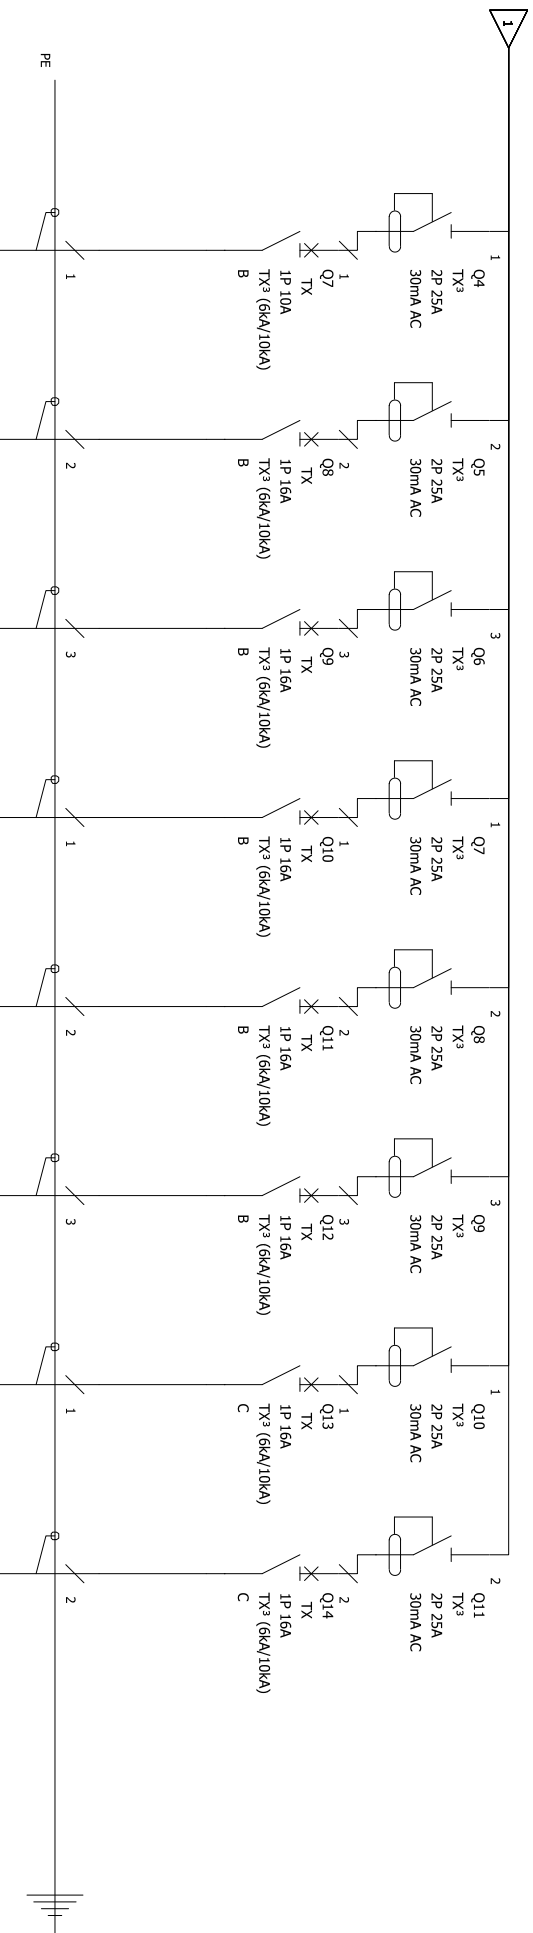 1
PE
1
Q4
TX³
2P 25A
30mA AC
1
Q7
TX
1P 10A
TX³ (6kA/10kA)
B
1
2
Q5
TX³
2P 25A
30mA AC
2
Q8
TX
1P 16A
TX³ (6kA/10kA)
B
2
3
Q6
TX³
2P 25A
30mA AC
3
Q9
TX
1P 16A
TX³ (6kA/10kA)
B
3
1
Q7
TX³
2P 25A
30mA AC
1
Q10
TX
1P 16A
TX³ (6kA/10kA)
B
1
2
Q8
TX³
2P 25A
30mA AC
2
Q11
TX
1P 16A
TX³ (6kA/10kA)
B
2
3
Q9
TX³
2P 25A
30mA AC
3
Q12
TX
1P 16A
TX³ (6kA/10kA)
B
3
1
Q10
TX³
2P 25A
30mA AC
1
Q13
TX
1P 16A
TX³ (6kA/10kA)
C
1
2
Q11
TX³
2P 25A
30mA AC
2
Q14
TX
1P 16A
TX³ (6kA/10kA)
C
2